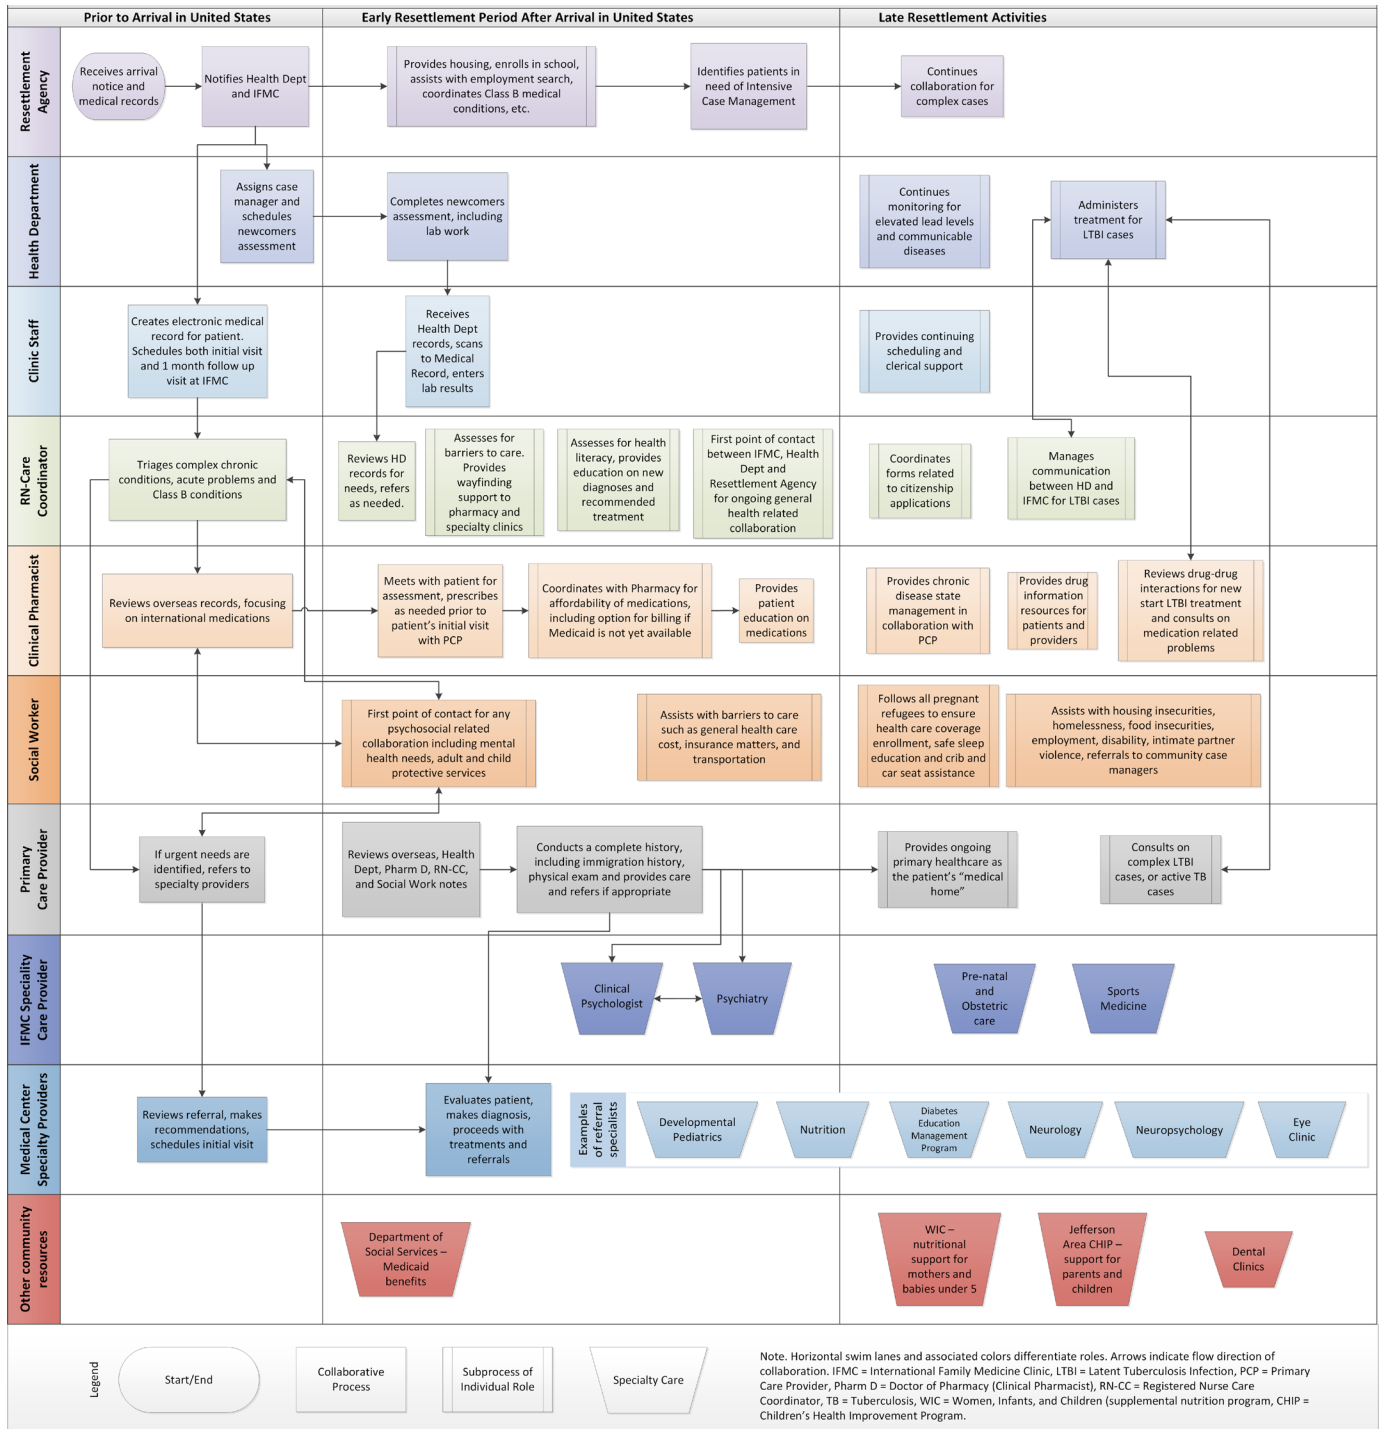 Prior to Arrival in United States
Early Resettlement Period After Arrival in United States
Late Resettlement Activities
Resettlement
Agency
Receives arrival
notice and
medical records
Notifies Health Dept
and IFMC
Provides housing, enrolls in school,
assists with employment search,
coordinates Class B medical
conditions, etc.
Identifies patients in
need of Intensive
Case Management
Continues
collaboration for
complex cases
Health Department
Assigns case
manager and
schedules
newcomers
assessment
Completes newcomers
assessment, including
lab work
Continues
monitoring for
elevated lead levels
and communicable
diseases
Administers
treatment for
LTBI cases
Clinic Staff
Creates electronic medical
record for patient.
Schedules both initial visit
and 1 month follow up
visit at IFMC
Receives
Health Dept
records, scans
to Medical
Record, enters
lab results
Provides continuing
scheduling and
clerical support
RN-Care
Coordinator
Triages complex chronic
conditions, acute problems and
Class B conditions
Reviews HD
records for
needs, refers
as needed.
Assesses for
barriers to care.
Provides
wayfinding
support to
pharmacy and
specialty clinics
Assesses for health
literacy, provides
education on new
diagnoses and
recommended
treatment
First point of contact
between IFMC, Health
Dept and
Resettlement Agency
for ongoing general
health related
collaboration
Coordinates
forms related
to citizenship
applications
Manages
communication
between HD and
IFMC for LTBI cases
Clinical Pharmacist
Reviews overseas records, focusing
on international medications
Meets with patient for
assessment, prescribes
as needed prior to
patient's initial visit
with PCP
Coordinates with Pharmacy for
affordability of medications,
including option for billing if
Medicaid is not yet available
Provides
patient
education on
medications
Provides chronic
disease state
management in
collaboration with
PCP
Provides drug
information
resources for
patients and
providers
Reviews drug-drug
interactions for new
start LTBI treatment
and consults on
medication related
problems
Social Worker
First point of contact for any
psychosocial related
collaboration including mental
health needs, adult and child
protective services
Assists with barriers to care
such as general health care
cost, insurance matters, and
transportation
Follows all pregnant
refugees to ensure
health care coverage
enrollment, safe sleep
education and crib and
car seat assistance
Assists with housing insecurities,
homelessness, food insecurities,
employment, disability, intimate partner
violence, referrals to community case
managers
Primary
Care Provider
If urgent needs are
identified, refers to
specialty providers
Reviews overseas, Health
Dept, Pharm D, RN-CC,
and Social Work notes
Conducts a complete history,
including immigration history,
physical exam and provides care
and refers if appropriate
Provides ongoing
primary healthcare as
the patient's "medical
home"
Consults on
complex LTBI
cases, or active TB
cases
IFMC Speciality
Care Provider
Clinical
Psychologist
Psychiatry
Pre-natal
and
Obstetric
care
Sports
Medicine
Medical Center
Specialty Providers
Reviews referral, makes
recommendations,
schedules initial visit
Evaluates patient,
makes diagnosis,
proceeds with
treatments and
referrals
Examples
of referral
specialists
Developmental
Pediatrics
Nutrition
Diabetes
Education
Management
Program
Neurology
Neuropsychology
Eye
Clinic
Other community
resources
Department of
Social Services –
Medicaid
benefits
WIC –
nutritional
support for
mothers and
babies under 5
Jefferson
Area CHIP –
support for
parents and
children
Dental
Clinics
Legend
Start/End
Collaborative
Process
Subprocess of
Individual Role
Specialty Care
Note. Horizontal swim lanes and associated colors differentiate roles. Arrows indicate flow direction of
collaboration. IFMC = International Family Medicine Clinic, LTBI = Latent Tuberculosis Infection, PCP = Primary
Care Provider, Pharm D = Doctor of Pharmacy (Clinical Pharmacist), RN-CC = Registered Nurse Care
Coordinator, TB = Tuberculosis, WIC = Women, Infants, and Children (supplemental nutrition program, CHIP =
Children's Health Improvement Program.